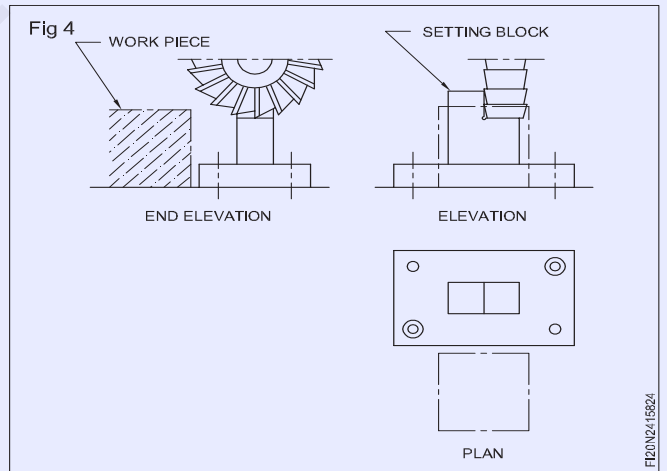 Fig 4
WORK PIECE
SETTING BLOCK
END ELEVATION
ELEVATION
PLAN
FI20N2415824